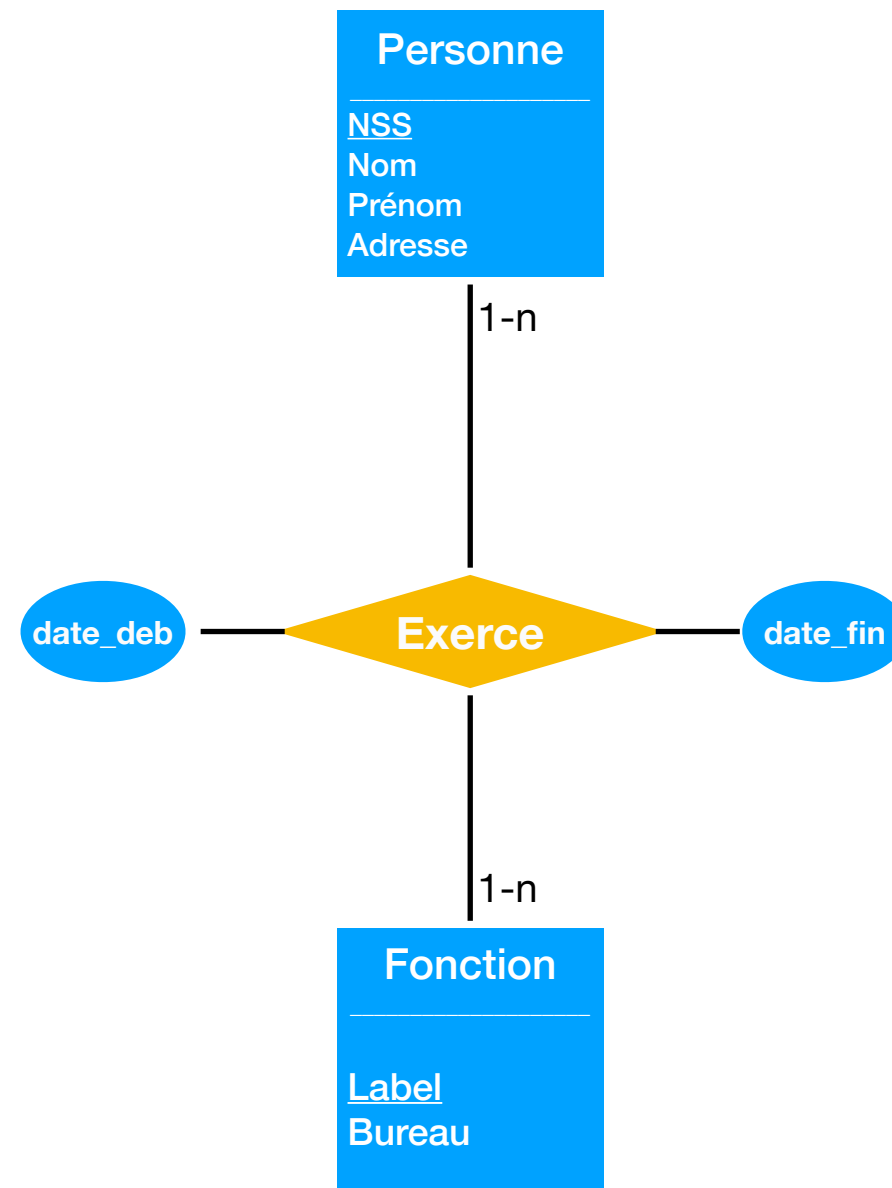 Personne
NSS
Nom
Prénom
Adresse
1-n
date_deb
Exerce
date_fin
1-n
Fonction
Label
Bureau